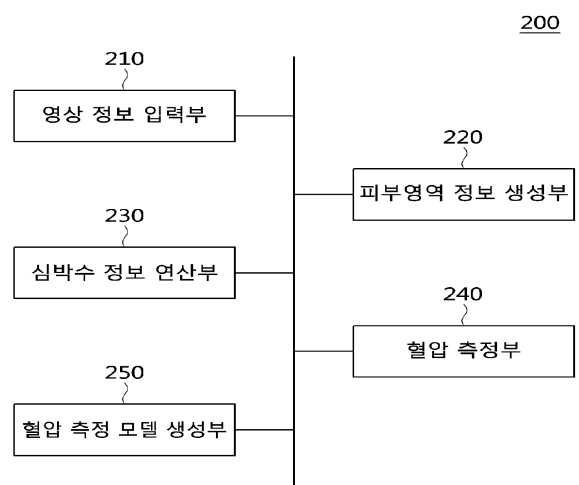 200
210
영상 정보 입력부
220
피부영역 정보 생성부
230
심박수 정보 연산부
240
혈압 측정부
250
혈압 측정 모델 생성부